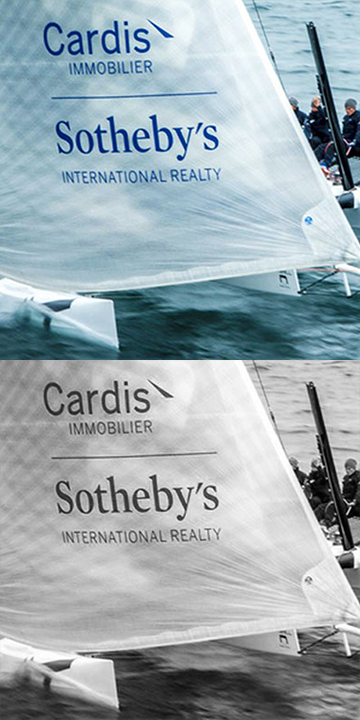 Cardis
IMMOBILIER
Sotheby's
INTERNATIONAL REALTY
Cardis
IMMOBILIER
Sotheby's
INTERNATIONAL REALTY